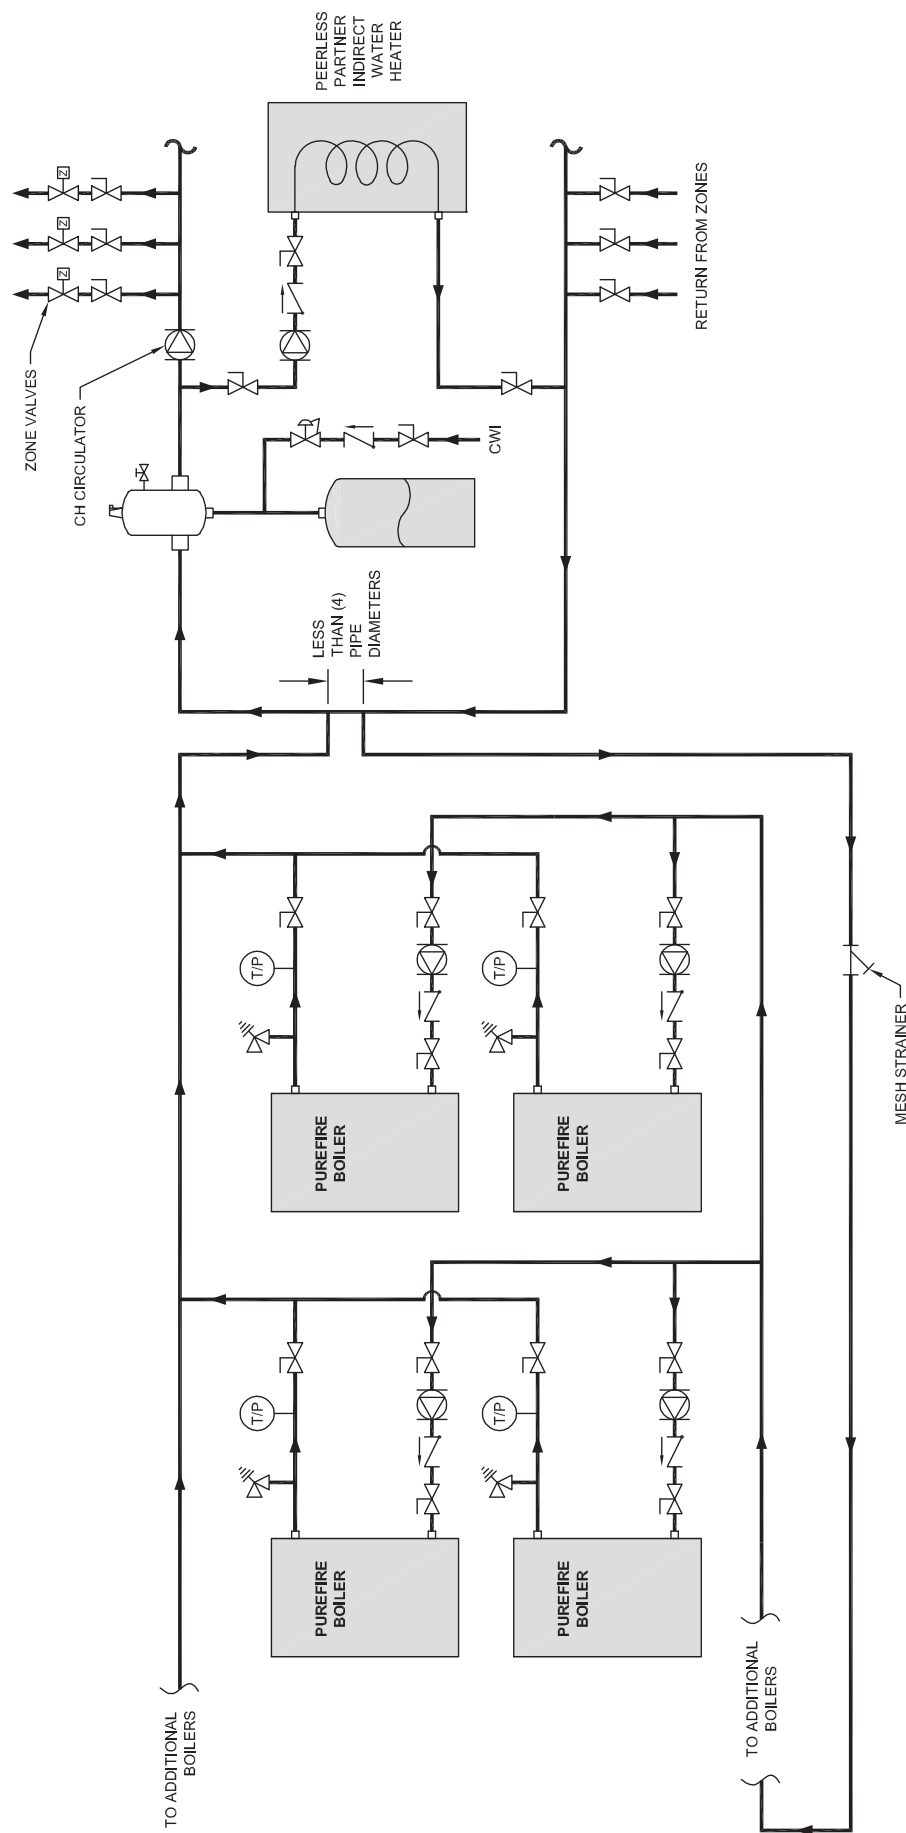 PEERLESS
PARTNER
INDIRECT
WATER
HEATER
Z
Z
Z
ZONE VALVES
CH CIRCULATOR
CWI
RETURN FROM ZONES
LESS
THAN (4)
PIPE
DIAMETERS
T/P
T/P
PUREFIRE
BOILER
PUREFIRE
BOILER
MESH STRAINER
T/P
T/P
PUREFIRE
BOILER
PUREFIRE
BOILER
TO ADDITIONAL
BOILERS
TO ADDITIONAL
BOILERS